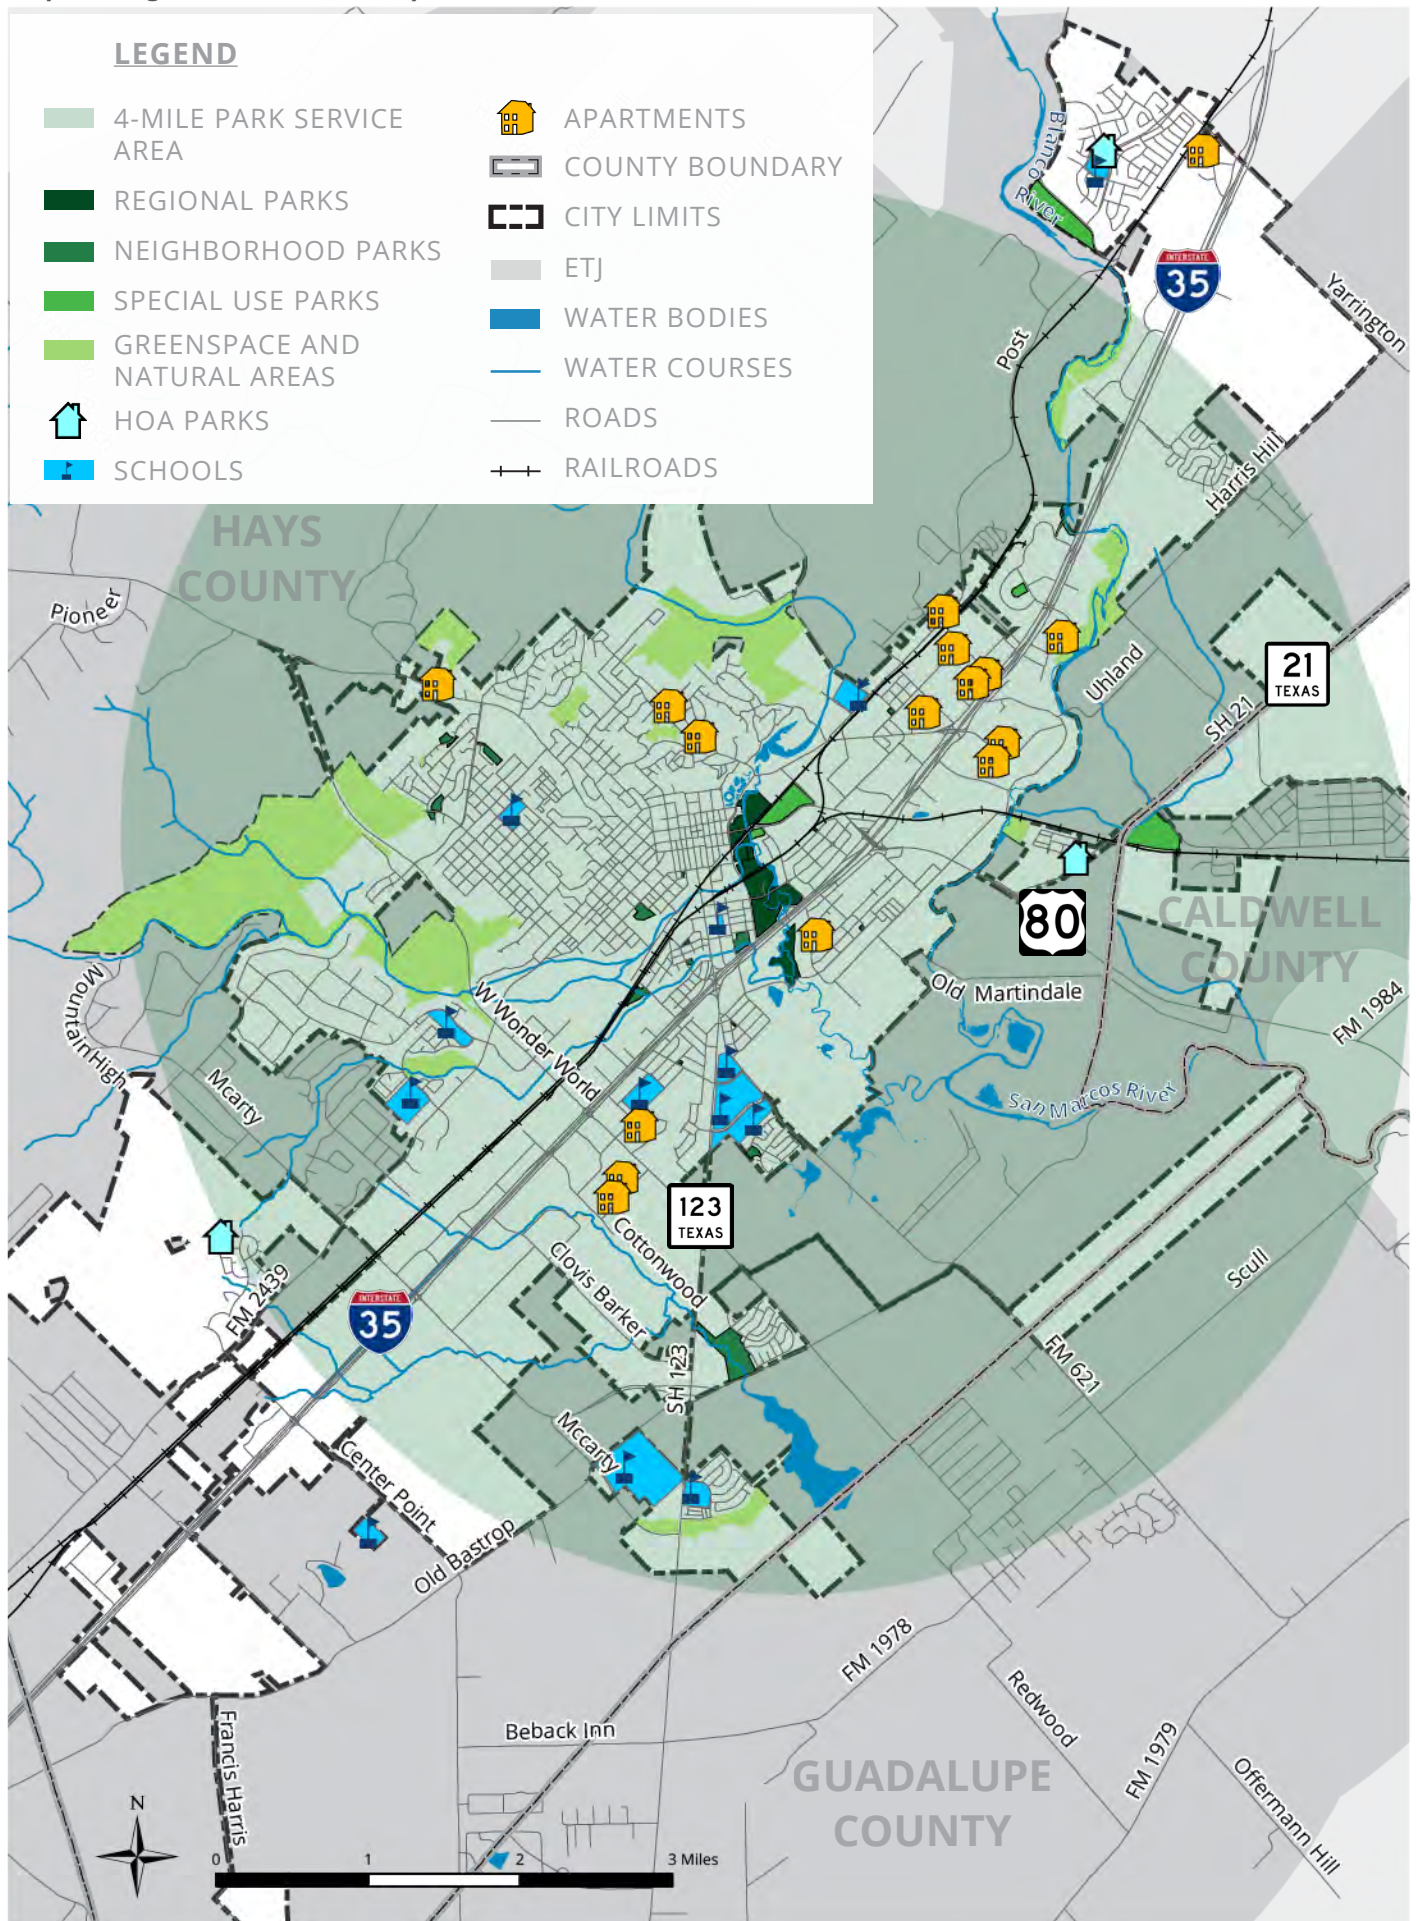 LEGEND
4-MILE PARK SERVICE
AREA
REGIONAL PARKS
NEIGHBORHOOD PARKS
SPECIAL USE PARKS
GREENSPACE AND
NATURAL AREAS
HOA PARKS
SCHOOLS
APARTMENTS
COUNTY BOUNDARY
CITY LIMITS
ETJ
WATER BODIES
WATER COURSES
ROADS
RAILROADS
Blanco
River
INTERSTATE
35
Yarrington
Post
Harris Hill
HAYS
COUNTY
Pioneer
Uhland
21
TEXAS
SH 21
80
CALDWELL
COUNTY
Old Martindale
FM 1984
Mountain High
W Wonder World
Mcarty
San Marcos River
123
TEXAS
Cottonwood
Clovis Barker
Scull
FM 2439
INTERSTATE
35
SH 123
FM 621
Mccarty
Center Point
Old Bastrop
FM 1978
Redwood
Beback Inn
FM 1979
Francis Harris
GUADALUPE
COUNTY
Offermann Hill
N
0 1 2 3 Miles